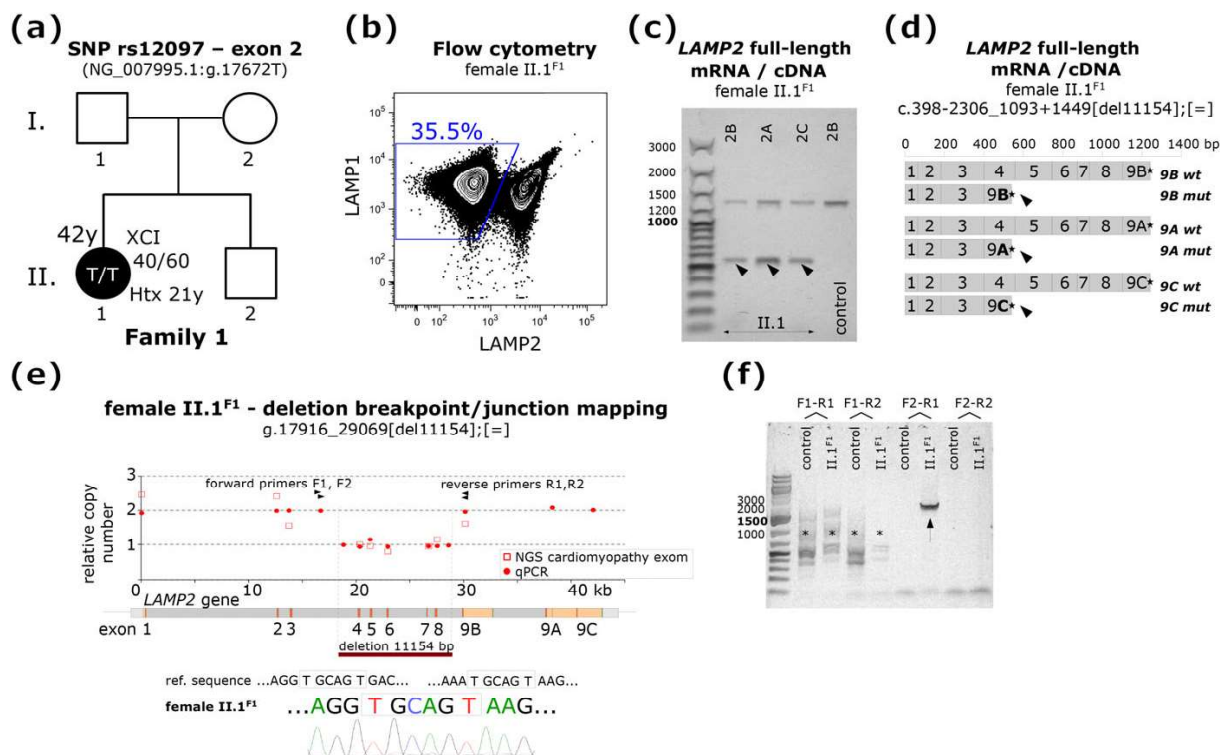 (a)
SNP rs12097 – exon 2
(NG_007995.1:g.17672T)
I.
1
2
42y
XCI
40/60
T/T
Htx 21y
II.
1
2
Family 1
(b)
Flow cytometry
female II.1F1
35.5%
LAMP1
10⁵
10⁴
10³
10²
0
0 10² 10³ 10⁴ 10⁵
LAMP2
(c)
LAMP2 full-length
mRNA / cDNA
female II.1F1
2B
2A
2C
2B
3000
2000
1500
1200
1000
II.1
control
(d)
LAMP2 full-length
mRNA /cDNA
female II.1F1
c.398-2306_1093+1449[del11154];[=]
0 200 400 600 800 1000 1200 bp
1400
1 2 3 4 5 6 7 8 9B* 9B wt
1 2 3 9B* 9B mut
1 2 3 4 5 6 7 8 9A* 9A wt
1 2 3 9A* 9A mut
1 2 3 4 5 6 7 8 9C* 9C wt
1 2 3 9C* 9C mut
(e)
female II.1F1 - deletion breakpoint/junction mapping
g.17916_29069[del11154];[=]
relative copy
number
3
2
1
forward primers F1, F2
reverse primers R1,R2
NGS cardiomyopathy exom
qPCR
0 10 20 30 40 kb
LAMP2 gene
exon 1 2 3 4 5 6 7 8 9B 9A 9C
deletion 11154 bp
ref. sequence ...AGG T GCAG T GAC... ...AAA T GCAG T AAG...
female II.1F1 ...AGG T GCAG T AAG...
(f)
F1-R1 F1-R2 F2-R1 F2-R2
control
II.1F1
control
II.1F1
control
II.1F1
control
II.1F1
3000
2000
1500
1000
* * * *